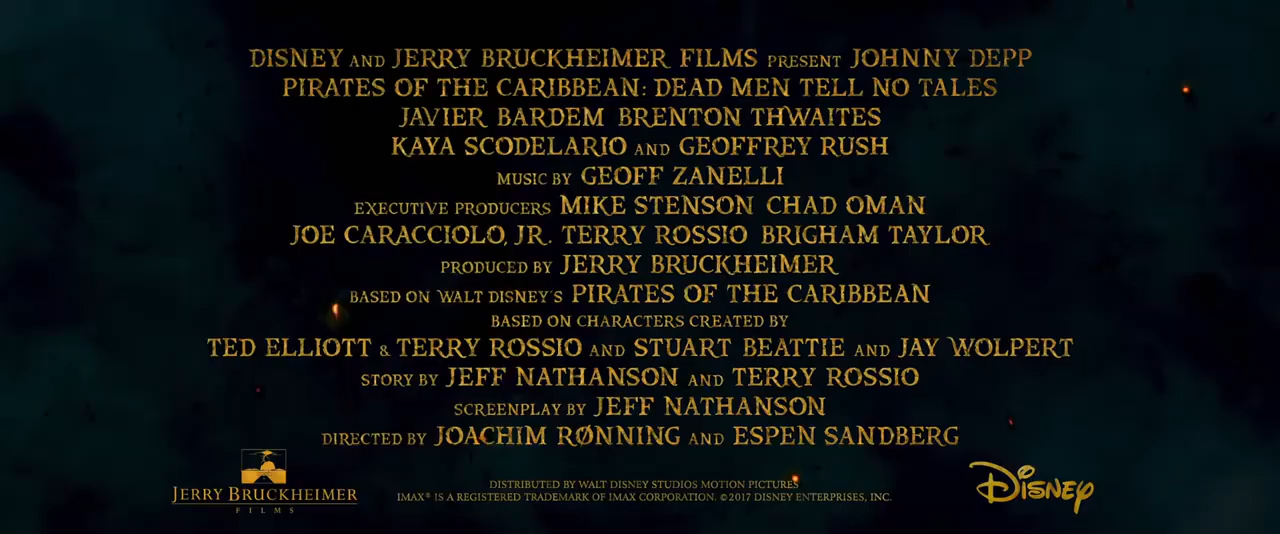 DISNEY AND JERRY BRUCKHEIMER FILMS PRESENT JOHNNY DEPP
PIRATES OF THE CARIBBEAN: DEAD MEN TELL NO TALES
JAVIER BARDEM BRENTON THWAITES
KAYA SCODELARIO AND GEOFFREY RUSH
MUSIC BY GEOFF ZANELLI
EXECUTIVE PRODUCERS MIKE STENSON CHAD OMAN
JOE CARACCIOLO, JR. TERRY ROSSIO BRIGHAM TAYLOR
PRODUCED BY JERRY BRUCKHEIMER
BASED ON WALT DISNEY'S PIRATES OF THE CARIBBEAN
BASED ON CHARACTERS CREATED BY
TED ELLIOTT & TERRY ROSSIO AND STUART BEATTIE AND JAY WOLPERT
STORY BY JEFF NATHANSON AND TERRY ROSSIO
SCREENPLAY BY JEFF NATHANSON
DIRECTED BY JOACHIM RØNNING AND ESPEN SANDBERG
JERRY BRUCKHEIMER
FILMS
DISTRIBUTED BY WALT DISNEY STUDIOS MOTION PICTURES
IMAX® IS A REGISTERED TRADEMARK OF IMAX CORPORATION. ©2017 DISNEY ENTERPRISES, INC.
DISNEY